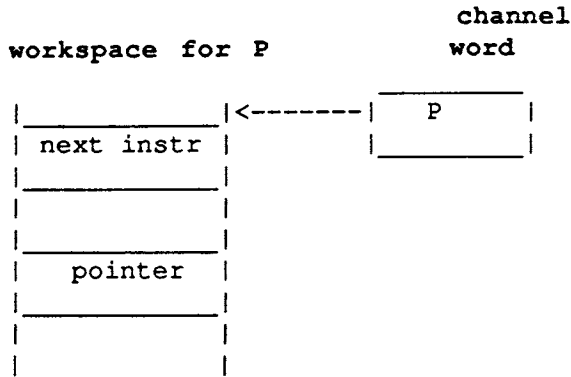 channel
workspace for P word
P
next instr
pointer